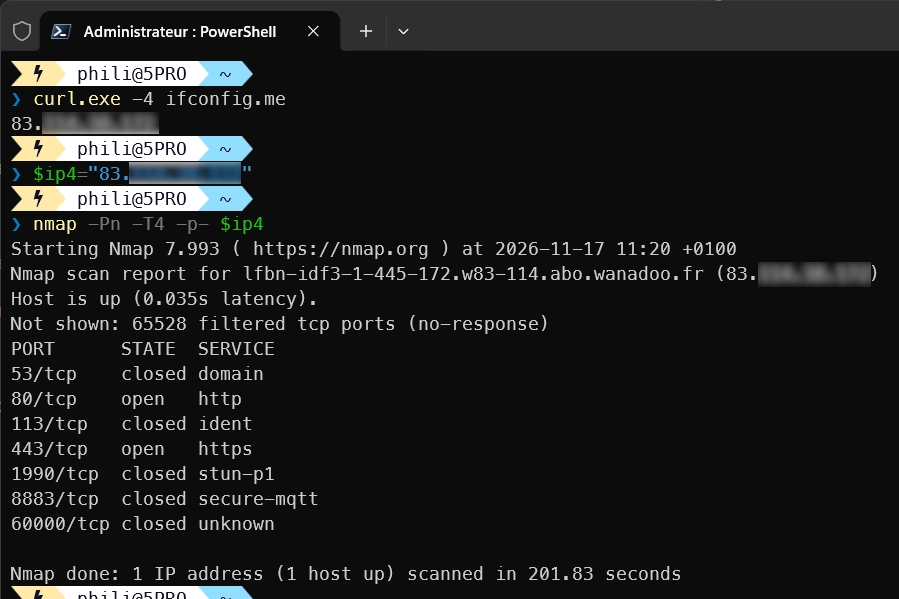 Administrateur : PowerShell
phili@5PRO ~
❯ curl.exe -4 ifconfig.me
83.
phili@5PRO ~
❯ $ip4="83."
phili@5PRO ~
❯ nmap -Pn -T4 -p- $ip4
Starting Nmap 7.993 ( https://nmap.org ) at 2026-11-17 11:20 +0100
Nmap scan report for lfbn-idf3-1-445-172.w83-114.abo.wanadoo.fr (83.)
Host is up (0.035s latency).
Not shown: 65528 filtered tcp ports (no-response)
PORT STATE SERVICE
53/tcp closed domain
80/tcp open http
113/tcp closed ident
443/tcp open https
1990/tcp closed stun-p1
8883/tcp closed secure-mqtt
60000/tcp closed unknown
Nmap done: 1 IP address (1 host up) scanned in 201.83 seconds
phili@5PRO ~